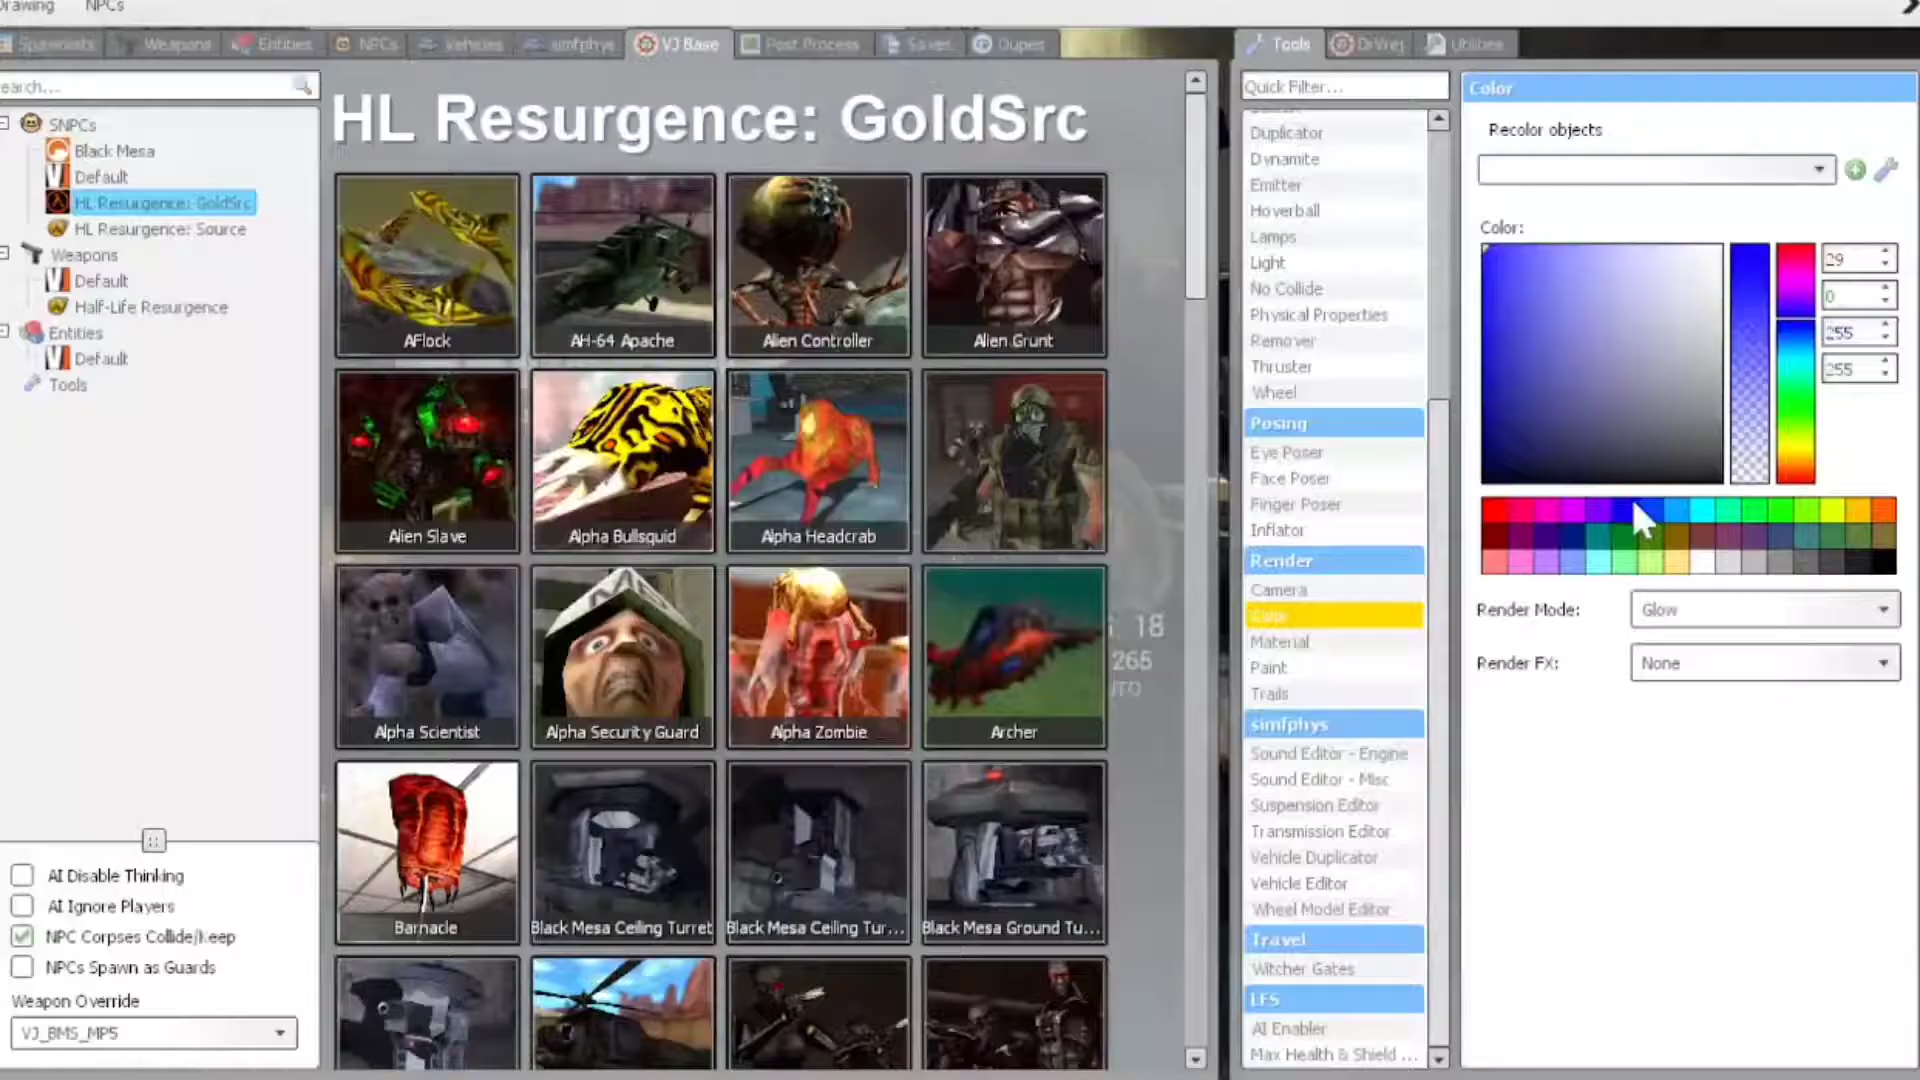 Drawing NPCs
Spawnlists Weapons Entities NPCs Vehicles simfphys VJ Base Post Process Saves Dupes
Tools DrVrej Utilities
earch...
SNPCs
Black Mesa
Default
HL Resurgence: GoldSrc
HL Resurgence: Source
Weapons
Default
Half-Life Resurgence
Entities
Default
Tools
AI Disable Thinking
AI Ignore Players
NPC Corpses Collide/Keep
NPCs Spawn as Guards
Weapon Override
VJ_BMS_MP5
HL Resurgence: GoldSrc
AFlock
AH-64 Apache
Alien Controller
Alien Grunt
Alien Slave
Alpha Bullsquid
Alpha Headcrab
Alpha Scientist
Alpha Security Guard
Alpha Zombie
Archer
Barnacle
Black Mesa Ceiling Turret
Black Mesa Ceiling Tur...
Black Mesa Ground Tu...
18
265
Quick Filter...
Duplicator
Dynamite
Emitter
Hoverball
Lamps
Light
No Collide
Physical Properties
Remover
Thruster
Wheel
Posing
Eye Poser
Face Poser
Finger Poser
Inflator
Render
Camera
Color
Material
Paint
Trails
simfphys
Sound Editor - Engine
Sound Editor - Misc
Suspension Editor
Transmission Editor
Vehicle Duplicator
Vehicle Editor
Wheel Model Editor
Travel
Witcher Gates
LFS
AI Enabler
Max Health & Shield ...
Color
Recolor objects
Color:
29
0
255
255
Render Mode: Glow
Render FX: None